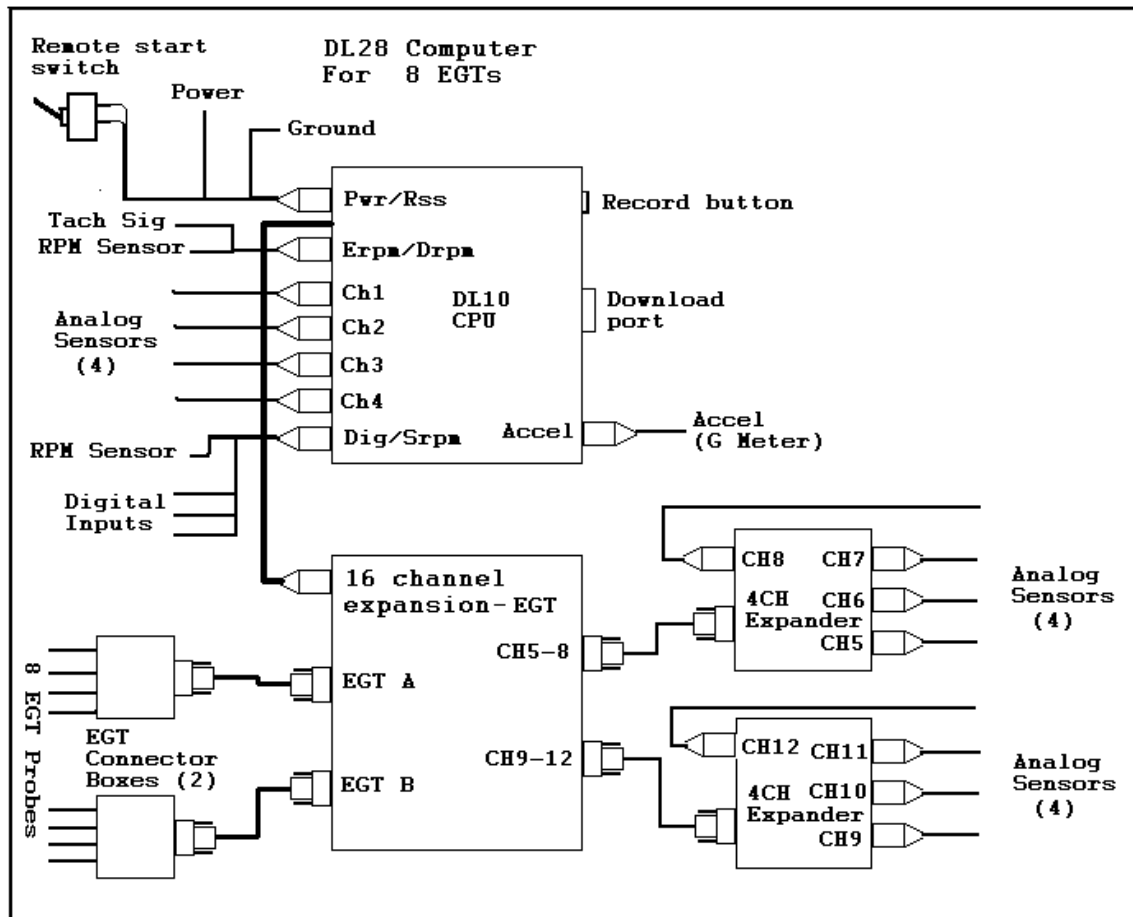 Remote start
switch
DL28 Computer
For 8 EGTs
Power
Ground
Pwr/Rss
Record button
Tach Sig
RPM Sensor
Erpm/Drpm
Ch1
DL10
CPU
Download
port
Analog
Sensors
(4)
Ch2
Ch3
Ch4
Accel
Accel
(G Meter)
Dig/Srpm
RPM Sensor
Digital
Inputs
16 channel
expansion-EGT
CH8
CH7
4CH
Expander
CH6
CH5
Analog
Sensors
(4)
CH5-8
EGT A
8 EGT Probes
EGT
Connector
Boxes (2)
CH9-12
EGT B
CH12
CH11
4CH
Expander
CH10
CH9
Analog
Sensors
(4)